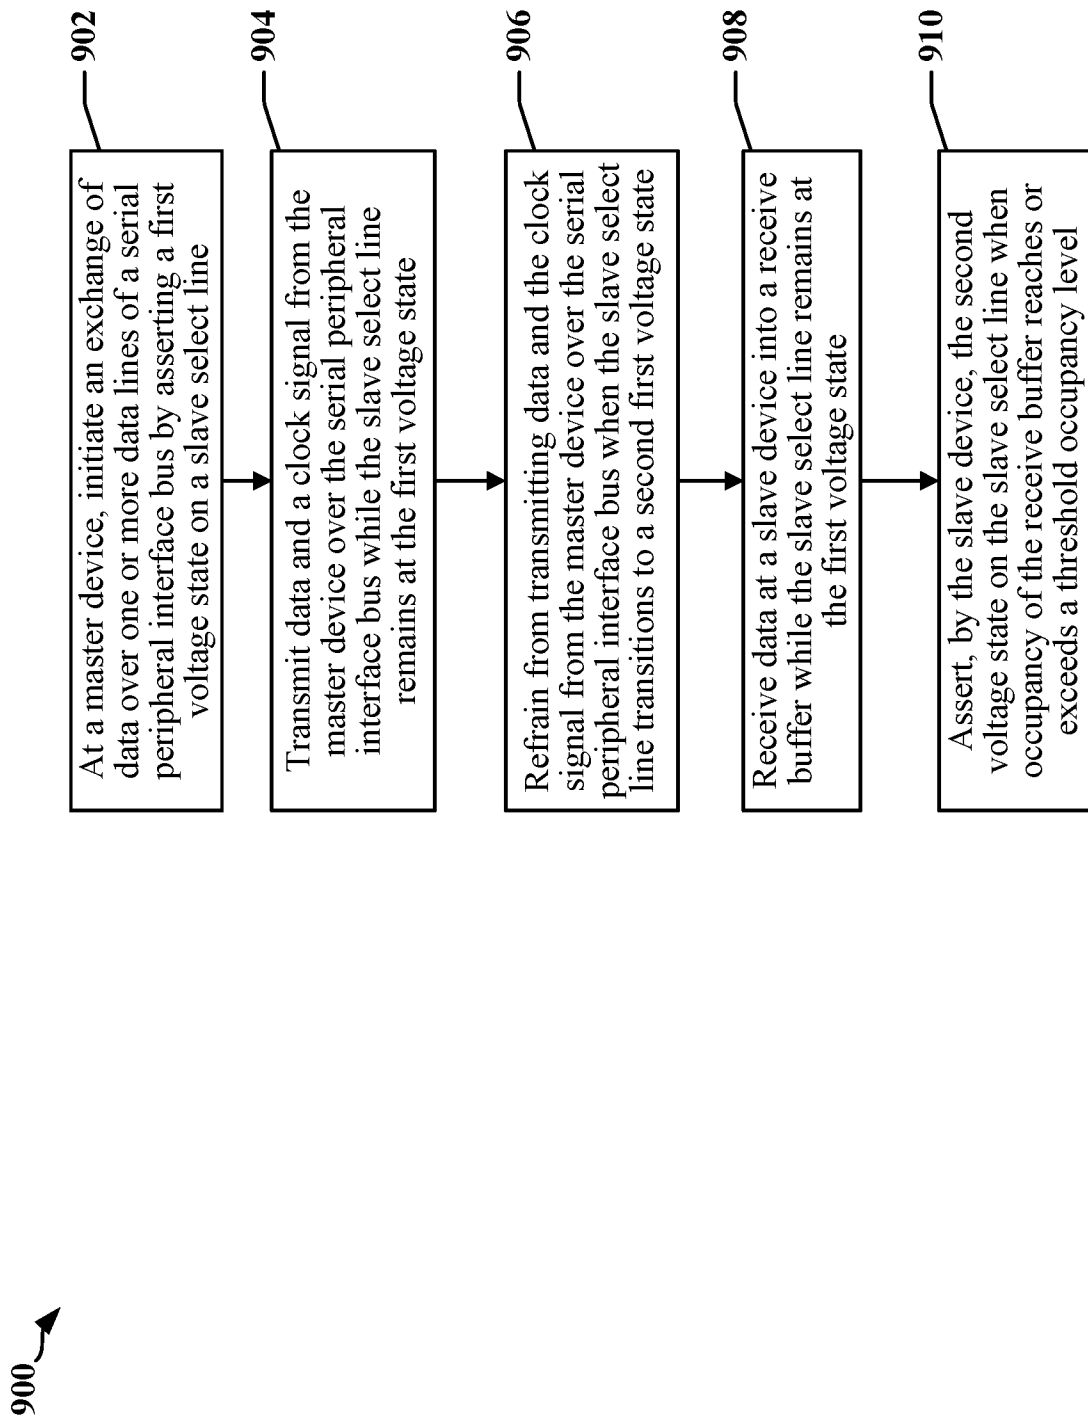 900
902
At a master device, initiate an exchange of
data over one or more data lines of a serial
peripheral interface bus by asserting a first
voltage state on a slave select line
904
Transmit data and a clock signal from the
master device over the serial peripheral
interface bus while the slave select line
remains at the first voltage state
906
Refrain from transmitting data and the clock
signal from the master device over the serial
peripheral interface bus when the slave select
line transitions to a second first voltage state
908
Receive data at a slave device into a receive
buffer while the slave select line remains at
the first voltage state
910
Assert, by the slave device, the second
voltage state on the slave select line when
occupancy of the receive buffer reaches or
exceeds a threshold occupancy level